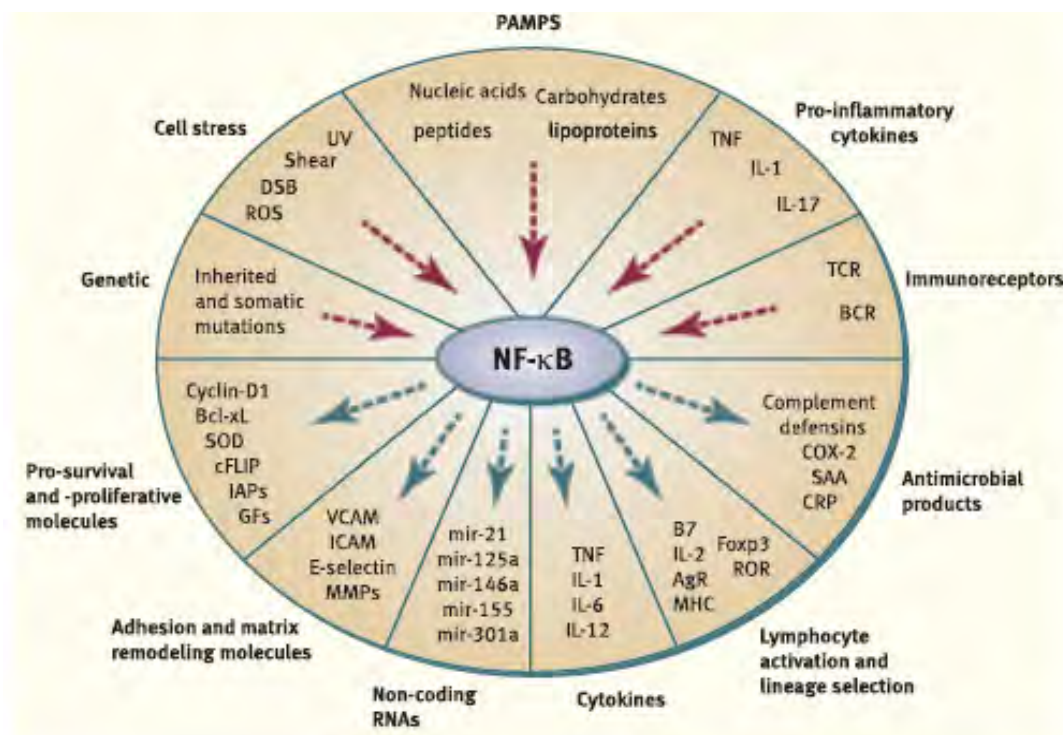 PAMPS
Nucleic acids
peptides
Carbohydrates
lipoproteins
Cell stress
UV
Shear
DSB
ROS
Pro-inflammatory
cytokines
TNF
IL-1
IL-17
Genetic
Inherited
and somatic
mutations
Immunoreceptors
TCR
BCR
NF-κB
Pro-survival
and -proliferative
molecules
Cyclin-D1
Bcl-xL
SOD
cFLIP
IAPs
GFs
Adhesion and matrix
remodeling molecules
VCAM
ICAM
E-selectin
MMPs
Non-coding
RNAs
mir-21
mir-125a
mir-146a
mir-155
mir-301a
Cytokines
TNF
IL-1
IL-6
IL-12
Lymphocyte
activation and
lineage selection
B7
IL-2
AgR
MHC
Foxp3
ROR
Antimicrobial
products
Complement
defensins
COX-2
SAA
CRP